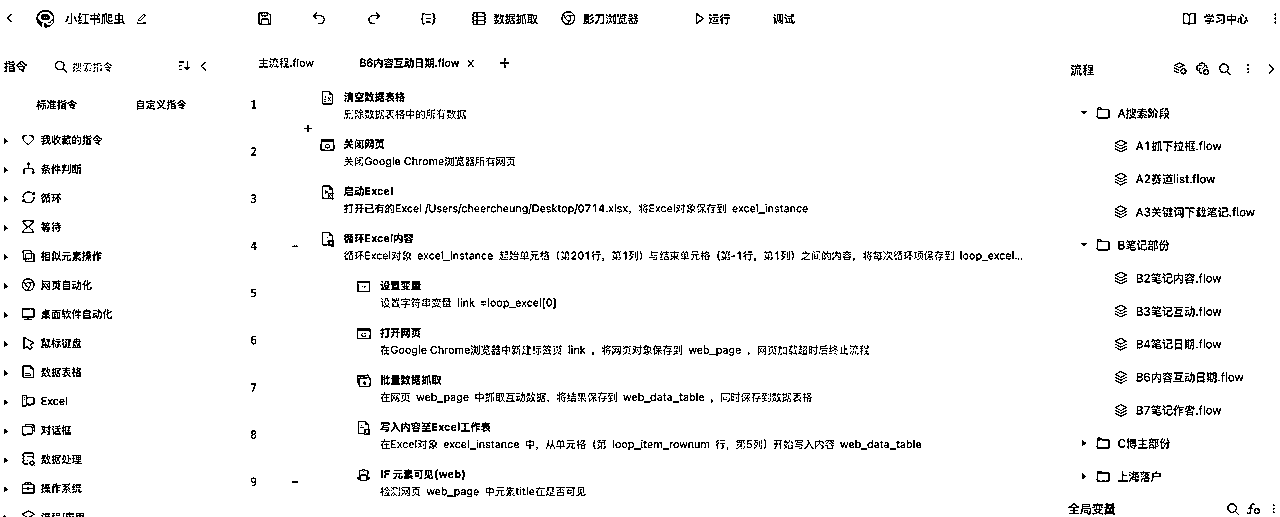 小红书爬虫
数据抓取
影刀浏览器
运行
调试
学习中心
指令
搜索指令
主流程.flow
B6内容互动日期.flow
流程
标准指令
自定义指令
我收藏的指令
条件判断
循环
等待
相似元素操作
网页自动化
桌面软件自动化
鼠标键盘
数据表格
Excel
对话框
数据处理
操作系统
1
清空数据表格
删除数据表格中的所有数据
2
关闭网页
关闭Google Chrome浏览器所有网页
3
启动Excel
打开已有的Excel /Users/cheercheung/Desktop/0714.xlsx，将Excel对象保存到 excel_instance
4
循环Excel内容
循环Excel对象 excel_instance 起始单元格（第201行，第1列）与结束单元格（第-1行，第1列）之间的内容，将每次循环项保存到 loop_excel...
5
设置变量
设置字符串变量 link =loop_excel[0]
6
打开网页
在Google Chrome浏览器中新建标签页 link ，将网页对象保存到 web_page ，网页加载超时后终止流程
7
批量数据抓取
在网页 web_page 中抓取互动数据，将结果保存到 web_data_table ，同时保存到数据表格
8
写入内容至Excel工作表
在Excel对象 excel_instance 中，从单元格（第 loop_item_rownum 行，第5列）开始写入内容 web_data_table
9
IF 元素可见(web)
检测网页 web_page 中元素title在是否可见
A搜索阶段
A1抓下拉框.flow
A2赛道list.flow
A3关键词下载笔记.flow
B笔记部份
B2笔记内容.flow
B3笔记互动.flow
B4笔记日期.flow
B6内容互动日期.flow
B7笔记作者.flow
C博主部份
上海落户
全局变量